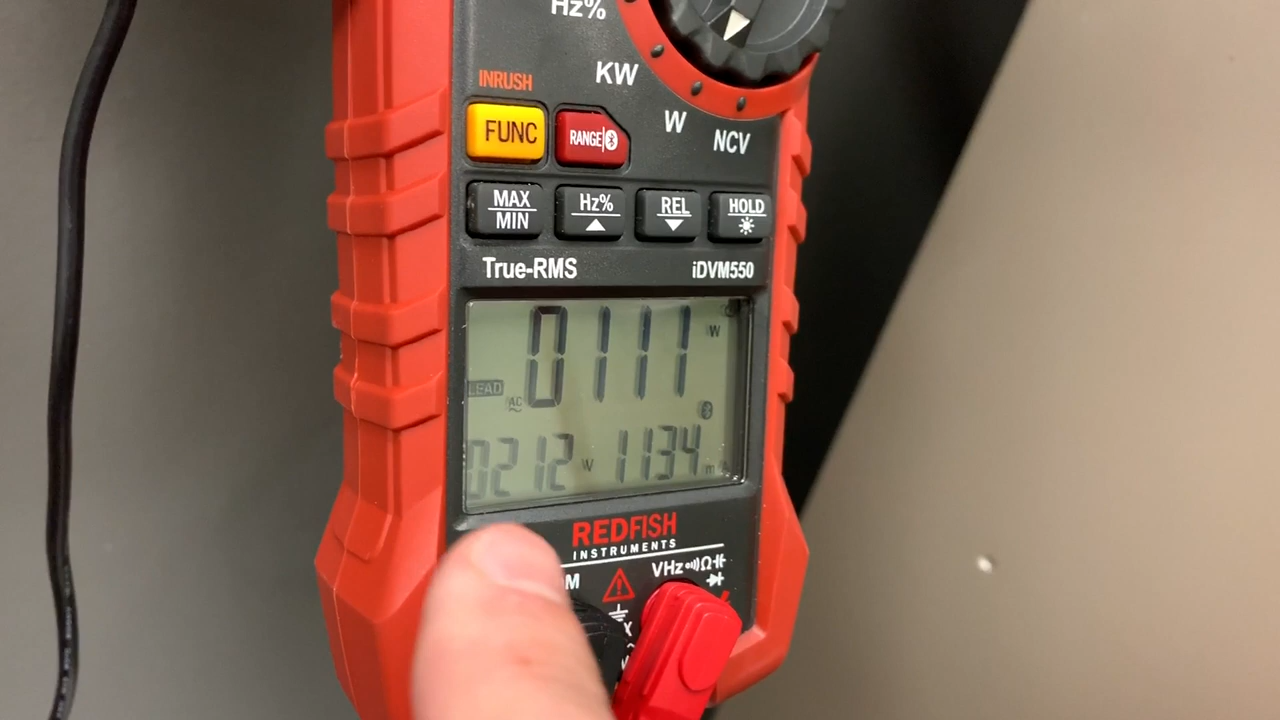 Hz%
KW
W
NCV
INRUSH
FUNC
RANGE
MAX
MIN
Hz%
REL
HOLD
True-RMS
iDVM550
0111
W
LEAD
AC
0212 W 1134 m
REDFISH
INSTRUMENTS
M
VHz
Ω